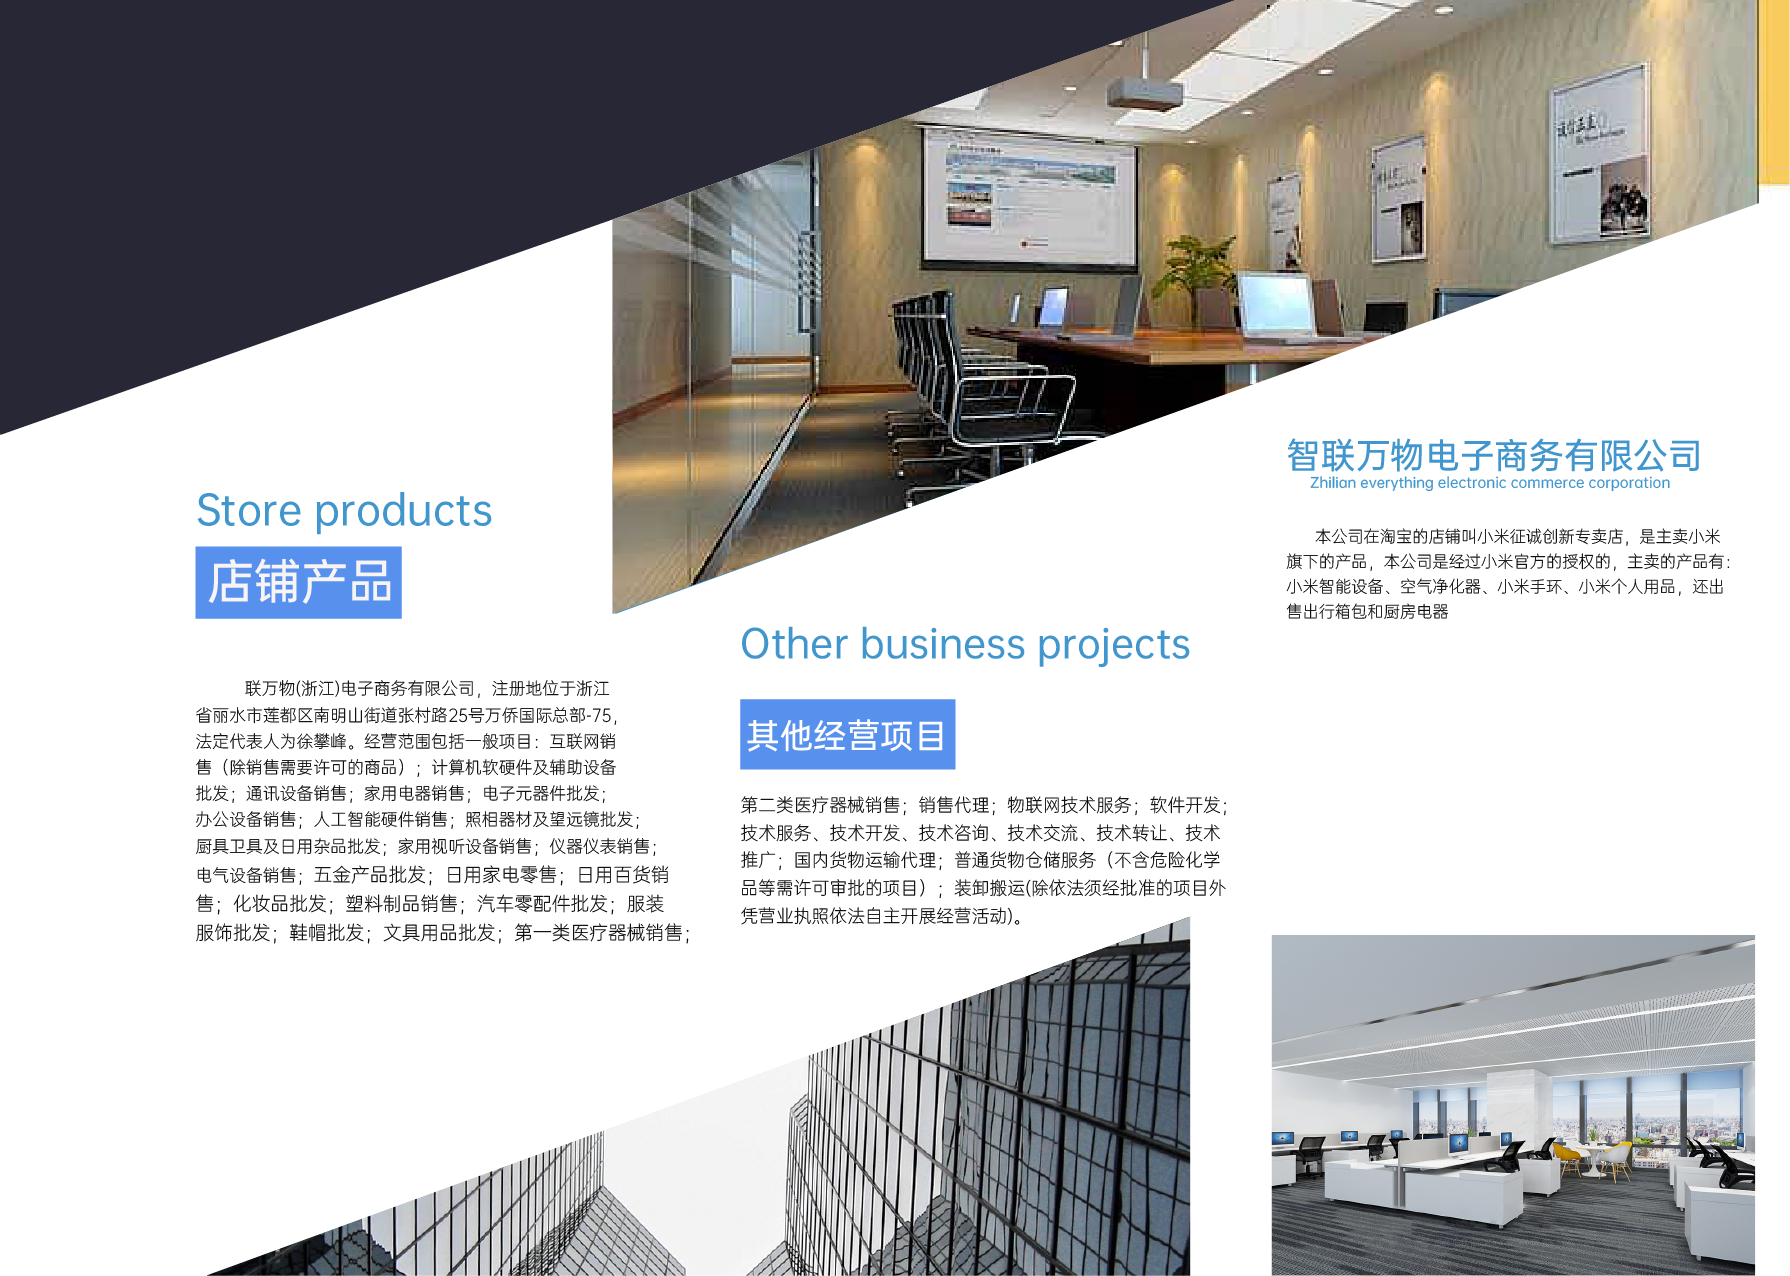 Store products
店铺产品
联万物(浙江)电子商务有限公司，注册地位于浙江
省丽水市莲都区南明山街道张村路25号万侨国际总部-75，
法定代表人为徐攀峰。经营范围包括一般项目：互联网销
售（除销售需要许可的商品）；计算机软硬件及辅助设备
批发；通讯设备销售；家用电器销售；电子元器件批发；
办公设备销售；人工智能硬件销售；照相器材及望远镜批发；
厨具卫具及日用杂品批发；家用视听设备销售；仪器仪表销售；
电气设备销售；五金产品批发；日用家电零售；日用百货销
售；化妆品批发；塑料制品销售；汽车零配件批发；服装
服饰批发；鞋帽批发；文具用品批发；第一类医疗器械销售；
Other business projects
其他经营项目
第二类医疗器械销售；销售代理；物联网技术服务；软件开发；
技术服务、技术开发、技术咨询、技术交流、技术转让、技术
推广；国内货物运输代理；普通货物仓储服务（不含危险化学
品等需许可审批的项目）；装卸搬运(除依法须经批准的项目外
凭营业执照依法自主开展经营活动)。
智联万物电子商务有限公司
Zhilian everything electronic commerce corporation
本公司在淘宝的店铺叫小米征诚创新专卖店，是主卖小米
旗下的产品，本公司是经过小米官方的授权的，主卖的产品有：
小米智能设备、空气净化器、小米手环、小米个人用品，还出
售出行箱包和厨房电器